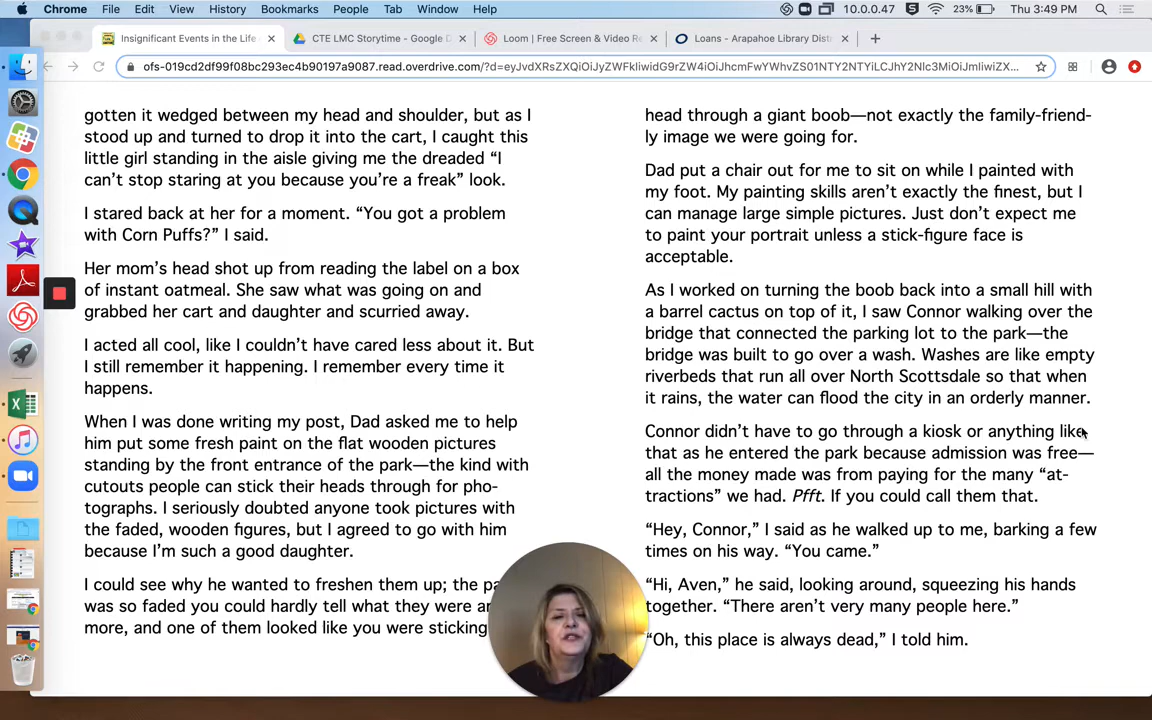 Chrome File Edit View History Bookmarks People Tab Window Help 10.0.0.47 23% Thu 3:49 PM
Insignificant Events in the Life CTE LMC Storytime - Google D Loom | Free Screen & Video Re Loans - Arapahoe Library Dist
gotten it wedged between my head and shoulder, but as I
stood up and turned to drop it into the cart, I caught this
little girl standing in the aisle giving me the dreaded “I
can’t stop staring at you because you’re a freak” look.
I stared back at her for a moment. “You got a problem
with Corn Puffs?” I said.
Her mom’s head shot up from reading the label on a box
of instant oatmeal. She saw what was going on and
grabbed her cart and daughter and scurried away.
I acted all cool, like I couldn’t have cared less about it. But
I still remember it happening. I remember every time it
happens.
When I was done writing my post, Dad asked me to help
him put some fresh paint on the flat wooden pictures
standing by the front entrance of the park—the kind with
cutouts people can stick their heads through for pho-
tographs. I seriously doubted anyone took pictures with
the faded, wooden figures, but I agreed to go with him
because I’m such a good daughter.
I could see why he wanted to freshen them up; the pa
was so faded you could hardly tell what they were an
more, and one of them looked like you were sticking
head through a giant boob—not exactly the family-friend-
ly image we were going for.
Dad put a chair out for me to sit on while I painted with
my foot. My painting skills aren’t exactly the finest, but I
can manage large simple pictures. Just don’t expect me
to paint your portrait unless a stick-figure face is
acceptable.
As I worked on turning the boob back into a small hill with
a barrel cactus on top of it, I saw Connor walking over the
bridge that connected the parking lot to the park—the
bridge was built to go over a wash. Washes are like empty
riverbeds that run all over North Scottsdale so that when
it rains, the water can flood the city in an orderly manner.
Connor didn’t have to go through a kiosk or anything like
that as he entered the park because admission was free—
all the money made was from paying for the many “at-
tractions” we had. Pfft. If you could call them that.
“Hey, Connor,” I said as he walked up to me, barking a few
times on his way. “You came.”
“Hi, Aven,” he said, looking around, squeezing his hands
together. “There aren’t very many people here.”
“Oh, this place is always dead,” I told him.